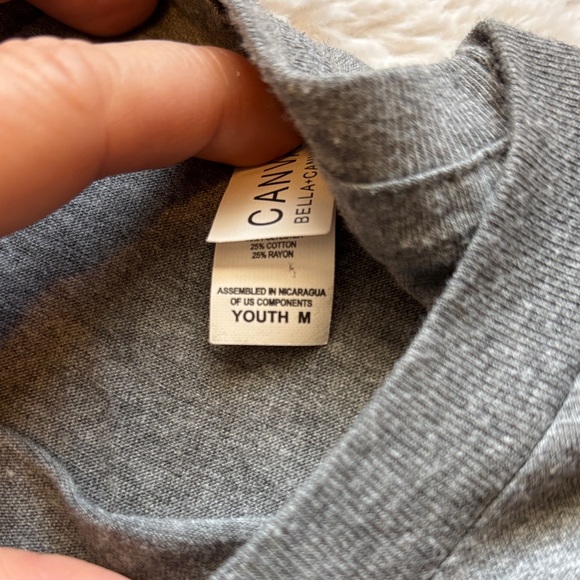 CANV
BELLA+CAN
25% COTTON
25% RAYON
ASSEMBLED IN NICARAGUA
OF US COMPONENTS
YOUTH M